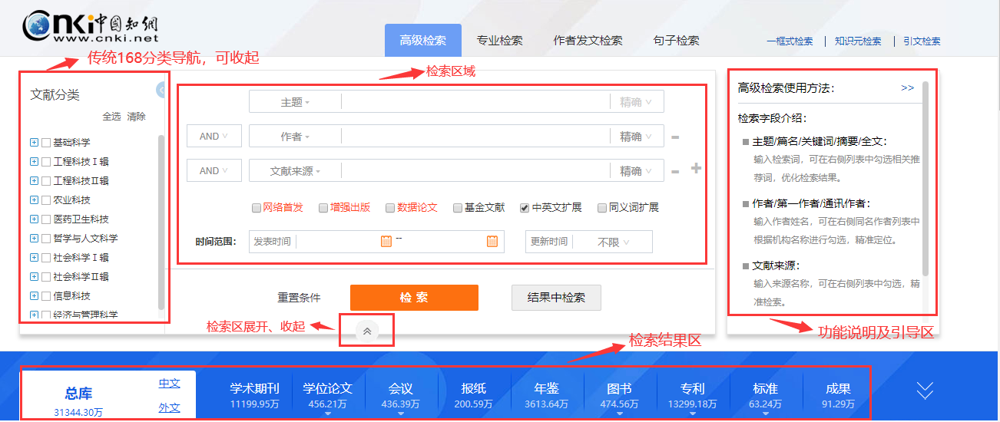 cnki 中国知网
www.cnki.net
高级检索 专业检索 作者发文检索 句子检索
一框式检索 | 知识元检索 | 引文检索
传统168分类导航，可收起
检索区域
文献分类
全选 清除
基础科学
工程科技Ⅰ辑
工程科技Ⅱ辑
农业科技
医药卫生科技
哲学与人文科学
社会科学Ⅰ辑
社会科学Ⅱ辑
信息科技
经济与管理科学
主题 精确
AND 作者 精确
AND 文献来源 精确
网络首发 增强出版 数据论文 基金文献 中英文扩展 同义词扩展
时间范围： 发表时间 -- 更新时间 不限
重置条件 检索 结果中检索
检索区展开、收起
高级检索使用方法： >>
检索字段介绍：
主题/篇名/关键词/摘要/全文：
输入检索词，可在右侧列表中勾选相关推
荐词，优化检索结果。
作者/第一作者/通讯作者：
输入作者姓名，可在右侧同名作者列表中
根据机构名称进行勾选，精准定位。
文献来源：
输入来源名称，可在右侧列表中勾选，精
准检索。
功能说明及引导区
检索结果区
总库 中文
31344.30万 外文
学术期刊 学位论文 会议 报纸 年鉴 图书 专利 标准 成果
11199.95万 456.21万 436.39万 200.59万 3613.64万 474.56万 13299.18万 63.24万 91.29万